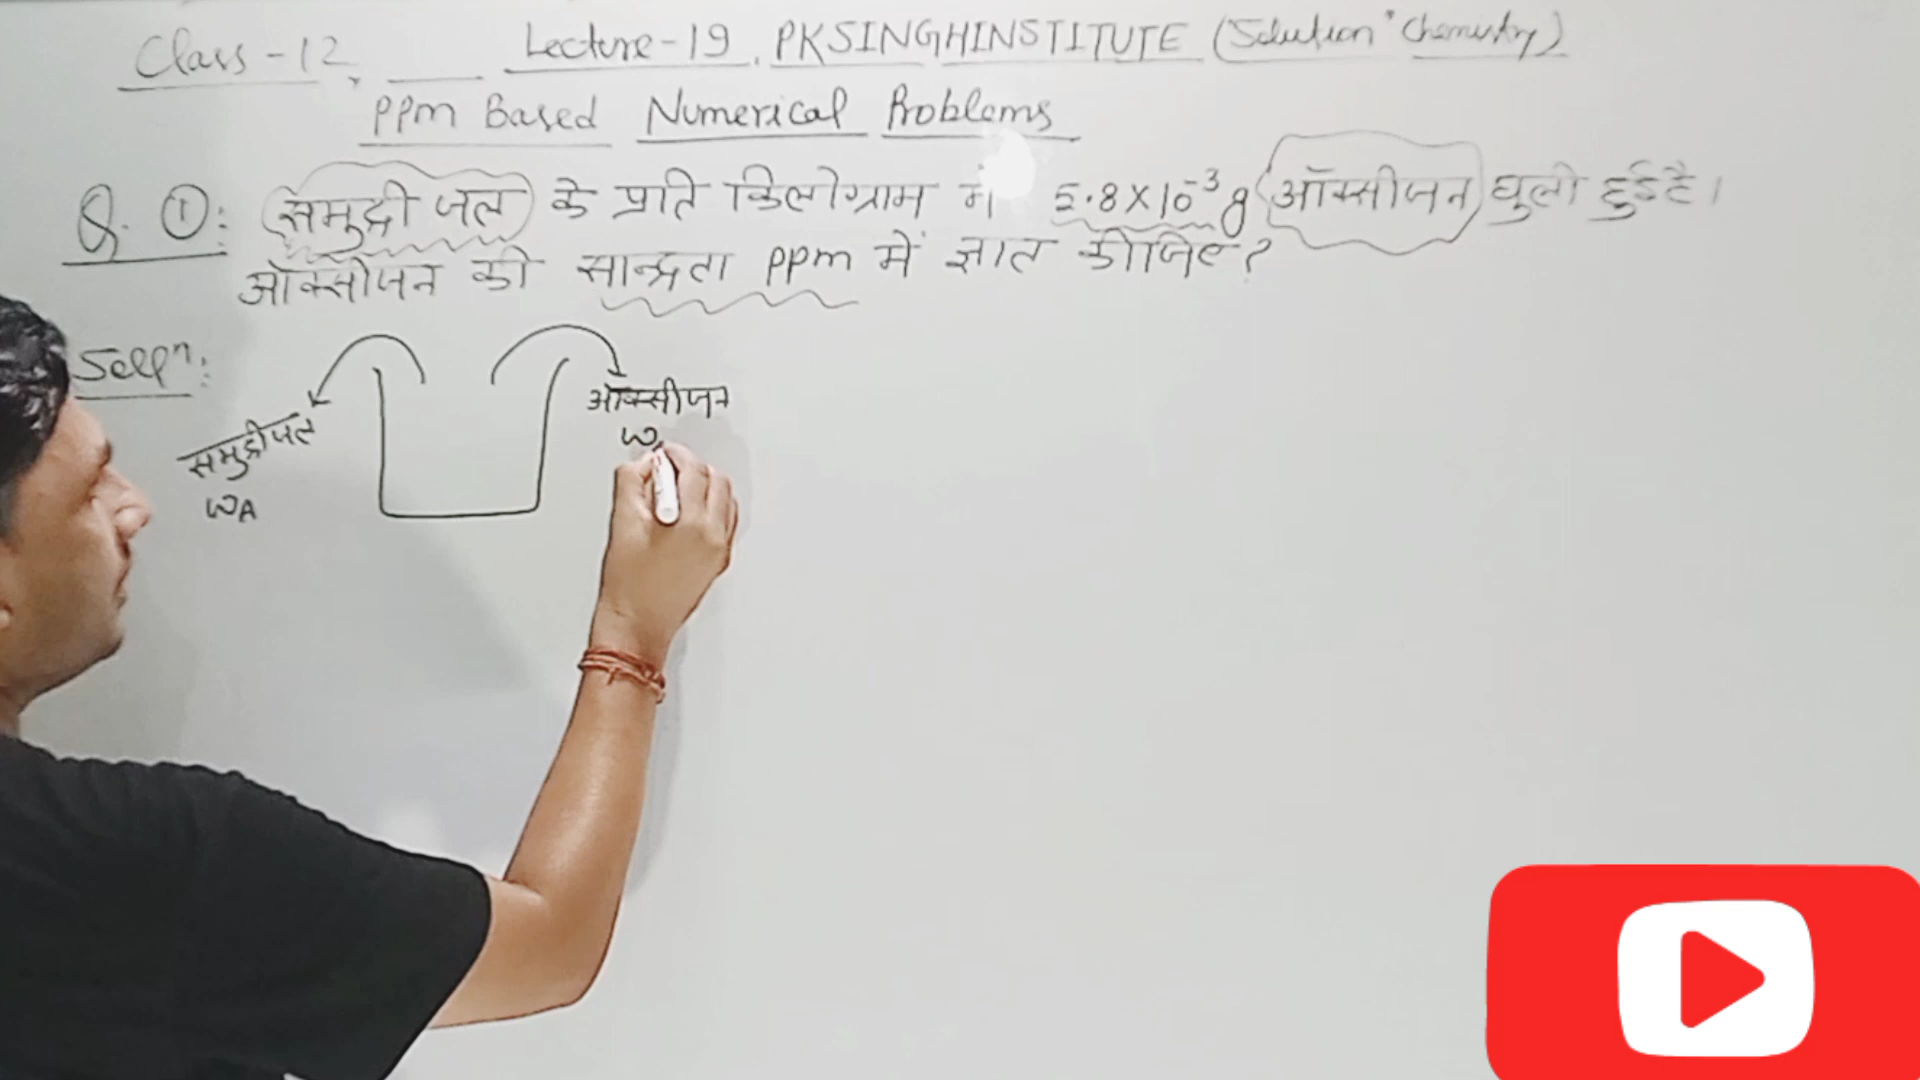 Class-12, Lecture-19, PKSINGHINSTITUTE (Solution "Chemistry)
PPm Based Numerical Problems
Q. ①: समुद्री जल के प्रति किलोग्राम में 5.8×10⁻³g ऑक्सीजन घुली हुई है।
ऑक्सीजन की सान्द्रता ppm में ज्ञात कीजिए?
Solⁿ:
समुद्रीजल
WA
ऑक्सीजन
W